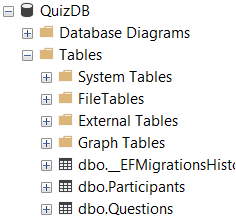 QuizDB
Database Diagrams
Tables
System Tables
FileTables
External Tables
Graph Tables
dbo.__EFMigrationsHisto
dbo.Participants
dbo.Questions